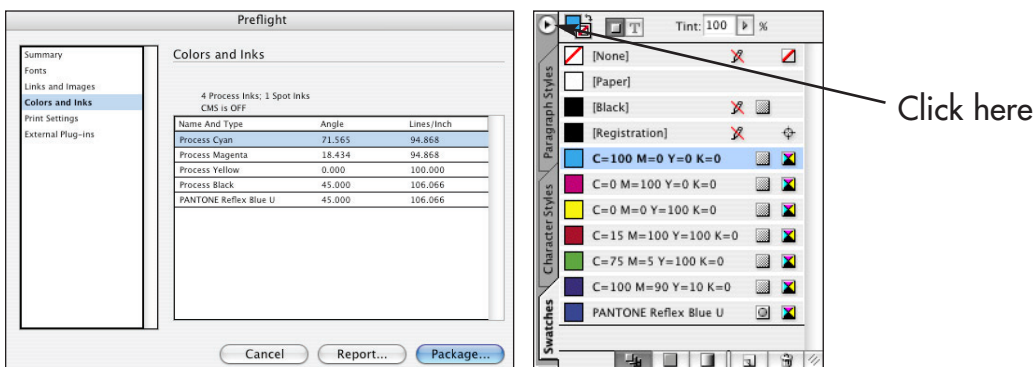 Preflight
Summary
Fonts
Links and Images
Colors and Inks
Print Settings
External Plug-ins
Colors and Inks
4 Process Inks; 1 Spot Inks
CMS is OFF
Name And Type Angle Lines/Inch
Process Cyan 71.565 94.868
Process Magenta 18.434 94.868
Process Yellow 0.000 100.000
Process Black 45.000 106.066
PANTONE Reflex Blue U 45.000 106.066
Cancel Report... Package...
T Tint: 100 %
Paragraph Styles
Character Styles
Swatches
[None]
[Paper]
[Black]
[Registration]
C=100 M=0 Y=0 K=0
C=0 M=100 Y=0 K=0
C=0 M=0 Y=100 K=0
C=15 M=100 Y=100 K=0
C=75 M=5 Y=100 K=0
C=100 M=90 Y=10 K=0
PANTONE Reflex Blue U
Click here